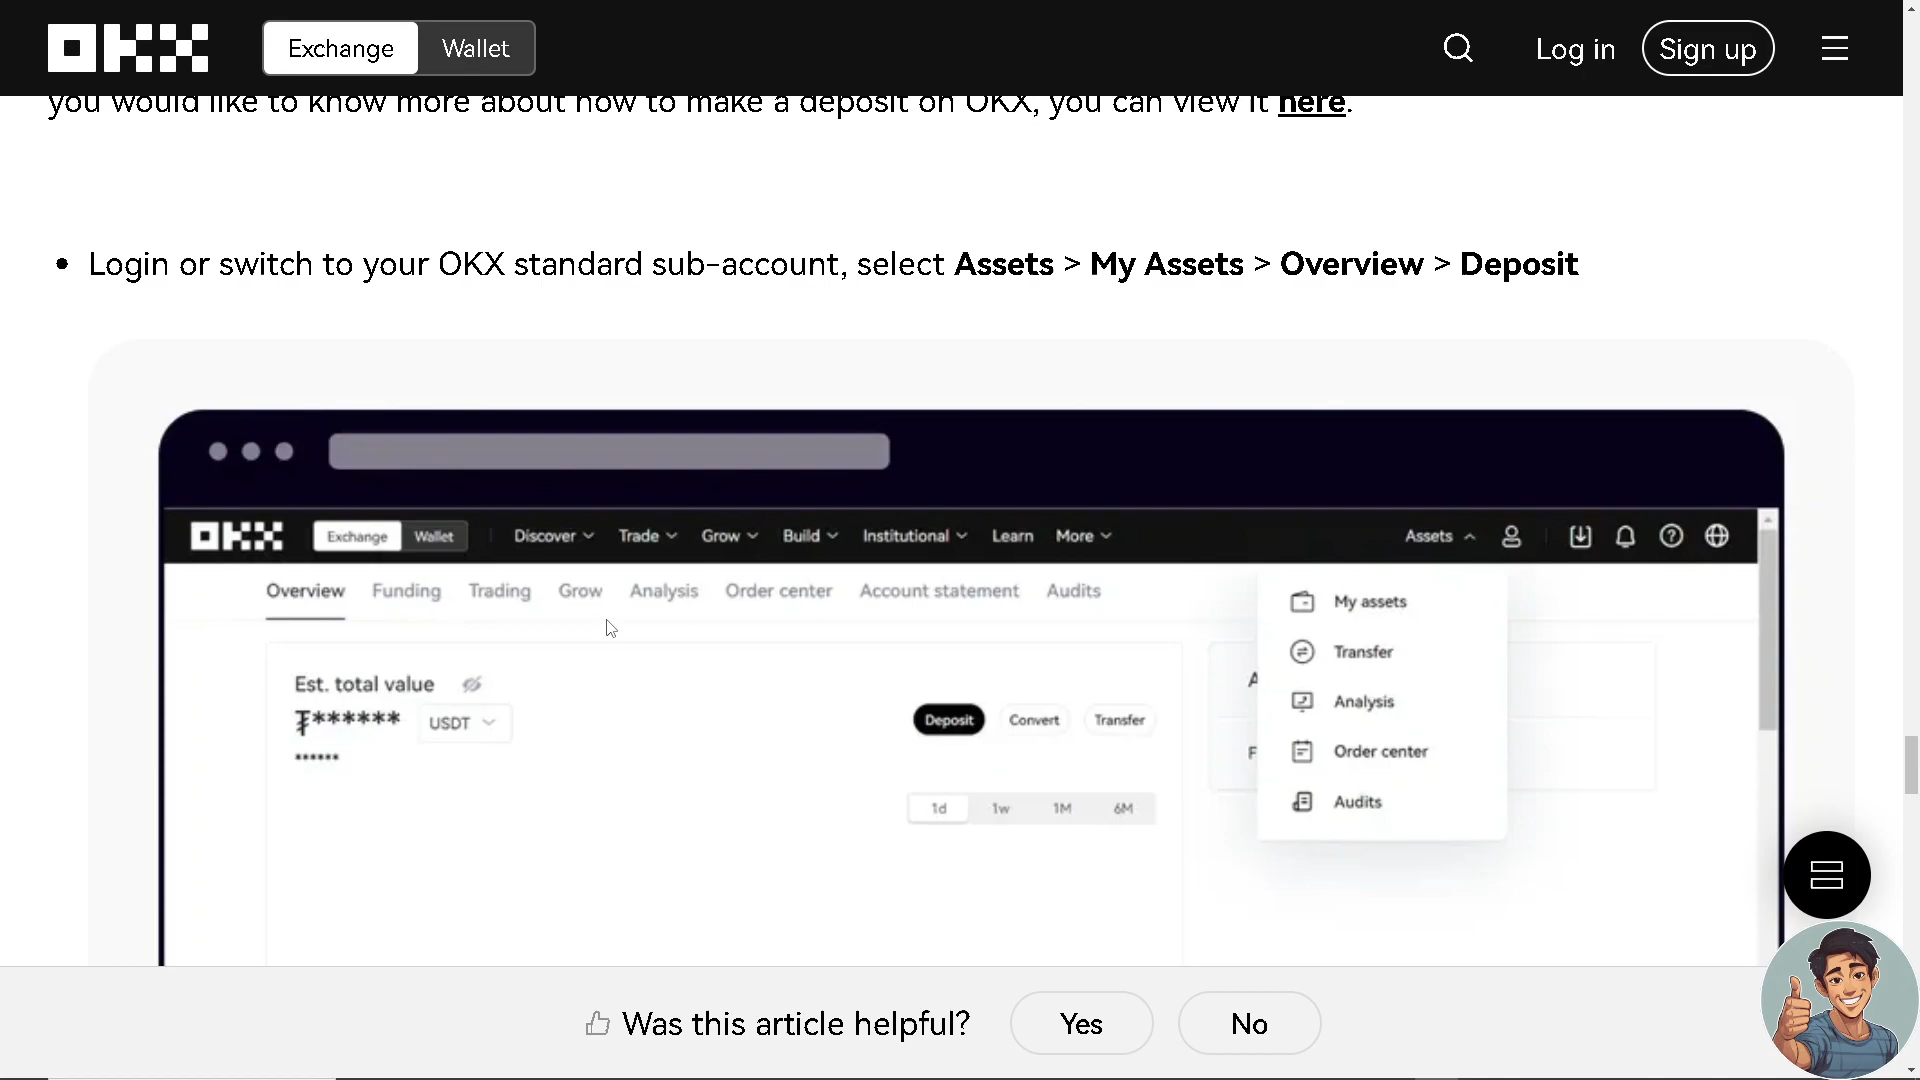 OKX Exchange Wallet Log in Sign up
you would like to know more about how to make a deposit on OKX, you can view it here.
• Login or switch to your OKX standard sub-account, select Assets > My Assets > Overview > Deposit
OKX Exchange Wallet Discover Trade Grow Build Institutional Learn More Assets
Overview Funding Trading Grow Analysis Order center Account statement Audits
My assets
Transfer
Analysis
Order center
Audits
Est. total value
₮****** USDT
******
Deposit Convert Transfer
1d 1w 1M 6M
A
F
Was this article helpful? Yes No